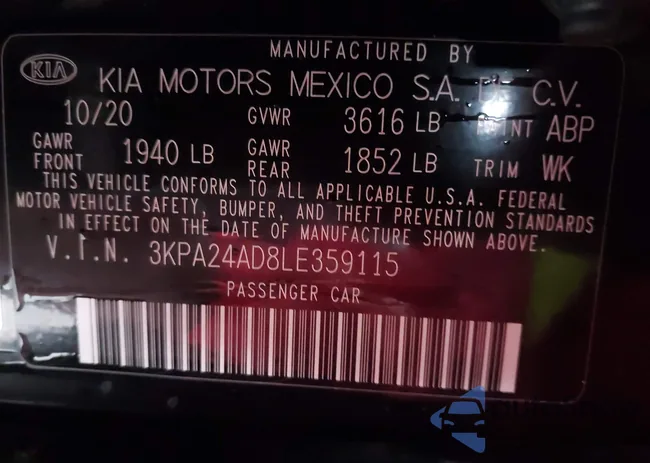 MANUFACTURED BY
KIA
KIA MOTORS MEXICO S.A. DE C.V.
10/20 GVWR 3616 LB PAINT ABP
GAWR FRONT 1940 LB GAWR REAR 1852 LB TRIM WK
THIS VEHICLE CONFORMS TO ALL APPLICABLE U.S.A. FEDERAL
MOTOR VEHICLE SAFETY, BUMPER, AND THEFT PREVENTION STANDARDS
IN EFFECT ON THE DATE OF MANUFACTURE SHOWN ABOVE.
V.I.N. 3KPA24AD8LE359115
PASSENGER CAR